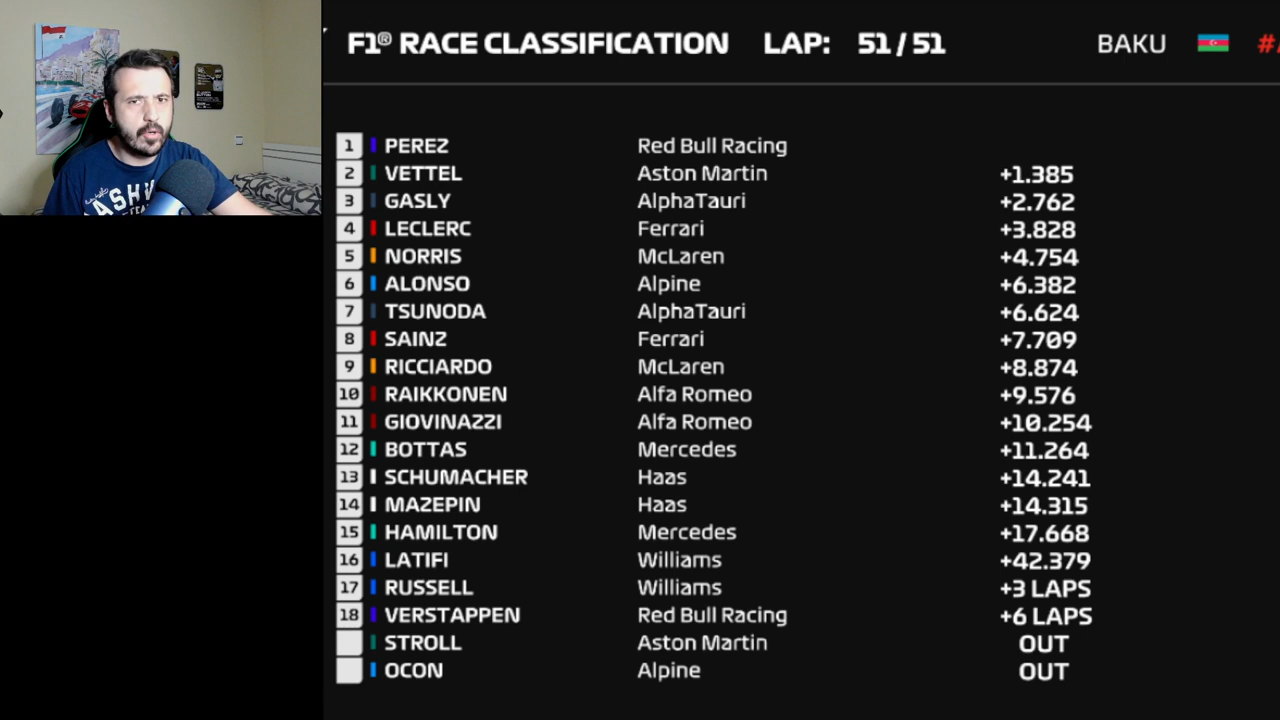 F1® RACE CLASSIFICATION LAP: 51/51 BAKU #
1 PEREZ Red Bull Racing
2 VETTEL Aston Martin +1.385
3 GASLY AlphaTauri +2.762
4 LECLERC Ferrari +3.828
5 NORRIS McLaren +4.754
6 ALONSO Alpine +6.382
7 TSUNODA AlphaTauri +6.624
8 SAINZ Ferrari +7.709
9 RICCIARDO McLaren +8.874
10 RAIKKONEN Alfa Romeo +9.576
11 GIOVINAZZI Alfa Romeo +10.254
12 BOTTAS Mercedes +11.264
13 SCHUMACHER Haas +14.241
14 MAZEPIN Haas +14.315
15 HAMILTON Mercedes +17.668
16 LATIFI Williams +42.379
17 RUSSELL Williams +3 LAPS
18 VERSTAPPEN Red Bull Racing +6 LAPS
STROLL Aston Martin OUT
OCON Alpine OUT